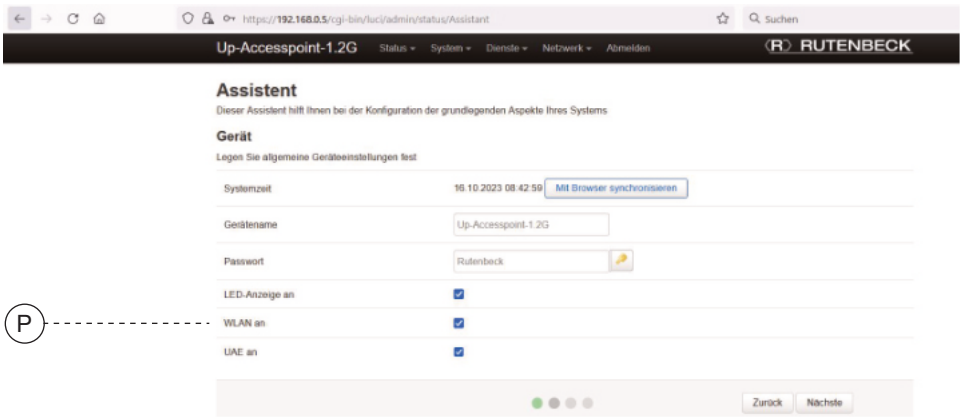 https://192.168.0.5/cgi-bin/luci/admin/status/Assistant
Suchen
Up-Accesspoint-1.2G Status System Dienste Netzwerk Abmelden RUTENBECK
Assistent
Dieser Assistent hilft Ihnen bei der Konfiguration der grundlegenden Aspekte Ihres Systems
Gerät
Legen Sie allgemeine Geräteeinstellungen fest
Systemzeit 16.10.2023 08:42:59 Mit Browser synchronisieren
Gerätename Up-Accesspoint-1.2G
Passwort Rutenbeck
LED-Anzeige an
P WLAN an
UAE an
Zurück Nächste